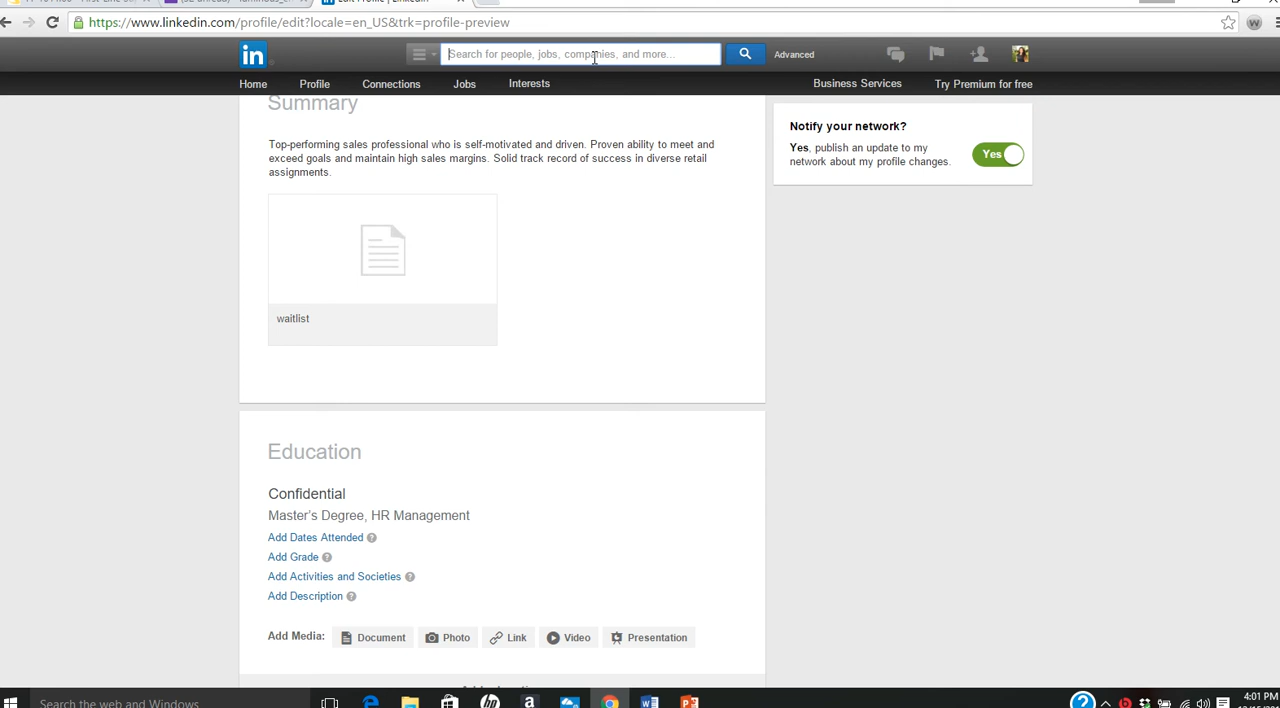 https://www.linkedin.com/profile/edit?locale=en_US&trk=profile-preview
in
Search for people, jobs, companies, and more...
Advanced
Home Profile Connections Jobs Interests Business Services Try Premium for free
Summary
Top-performing sales professional who is self-motivated and driven. Proven ability to meet and
exceed goals and maintain high sales margins. Solid track record of success in diverse retail
assignments.
waitlist
Notify your network?
Yes, publish an update to my
network about my profile changes.
Yes
Education
Confidential
Master's Degree, HR Management
Add Dates Attended ?
Add Grade ?
Add Activities and Societies ?
Add Description ?
Add Media: Document Photo Link Video Presentation
Search the web and Windows
4:01 PM